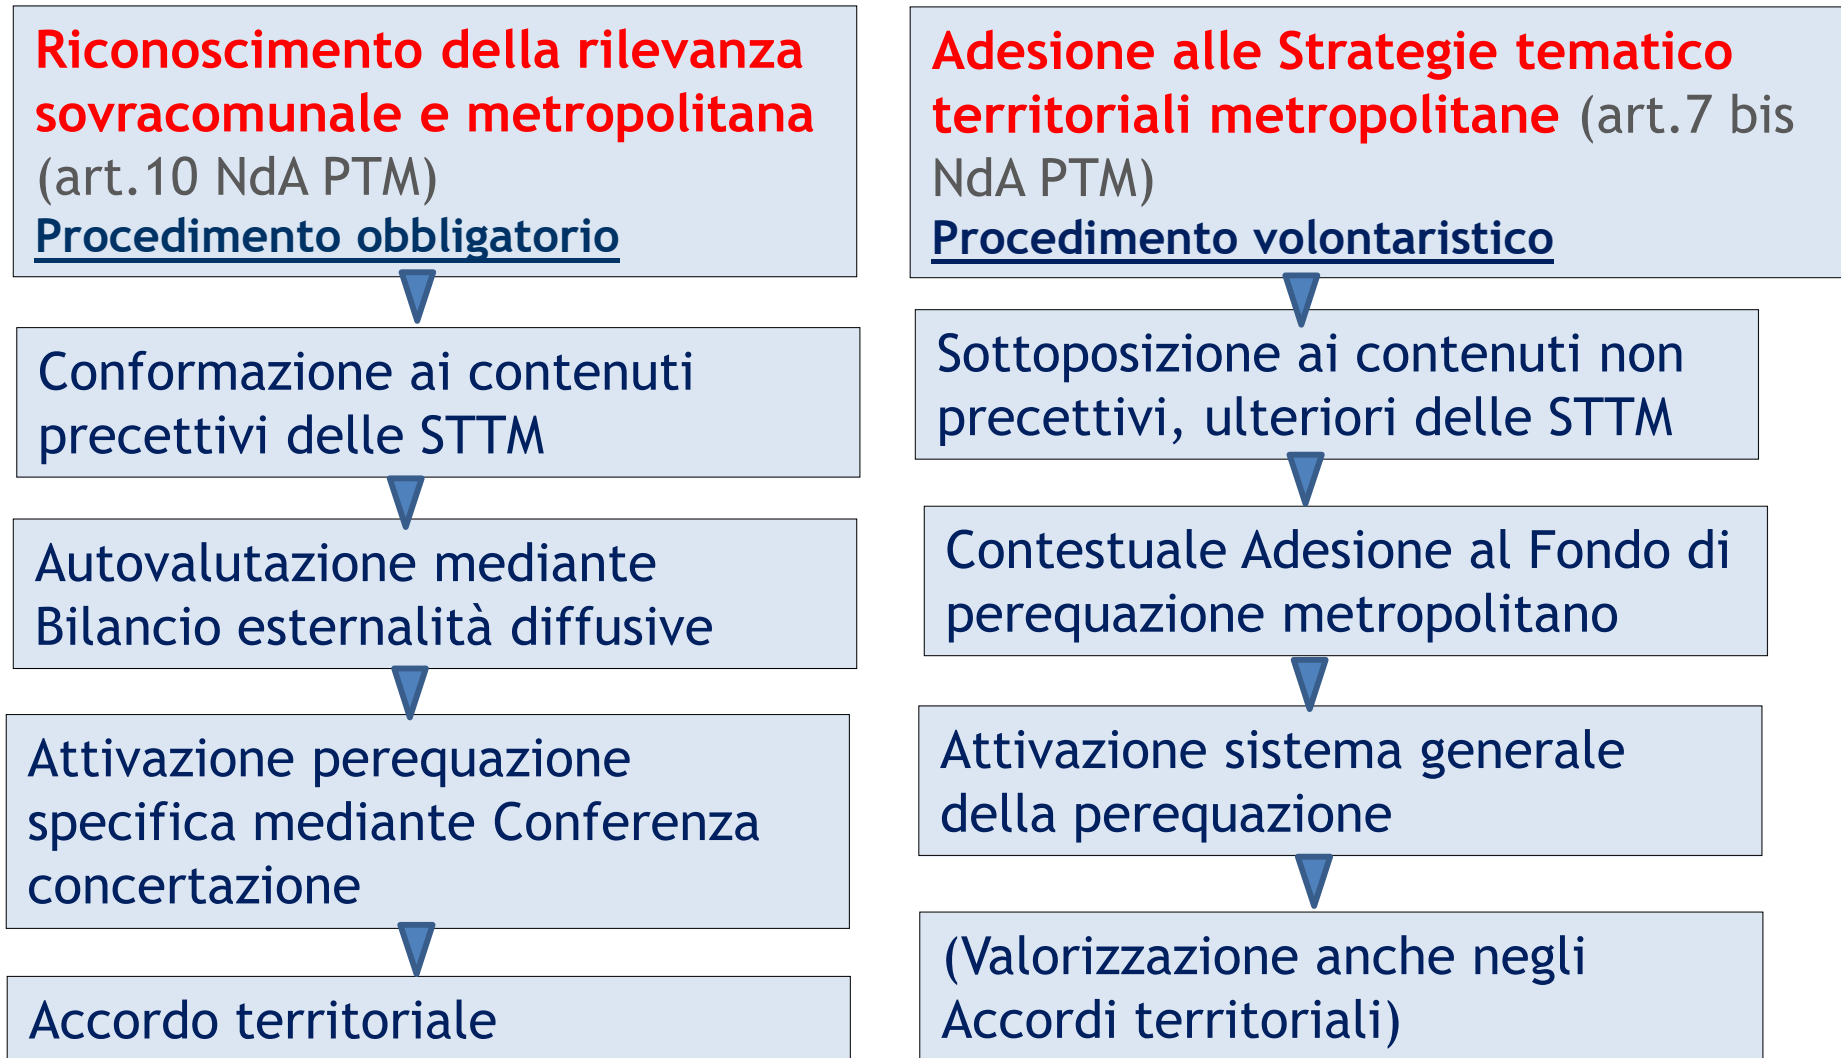 Riconoscimento della rilevanza
sovracomunale e metropolitana
(art.10 NdA PTM)
Procedimento obbligatorio
Conformazione ai contenuti
precettivi delle STTM
Autovalutazione mediante
Bilancio esternalità diffusive
Attivazione perequazione
specifica mediante Conferenza
concertazione
Accordo territoriale
Adesione alle Strategie tematico
territoriali metropolitane (art.7 bis
NdA PTM)
Procedimento volontaristico
Sottoposizione ai contenuti non
precettivi, ulteriori delle STTM
Contestuale Adesione al Fondo di
perequazione metropolitano
Attivazione sistema generale
della perequazione
(Valorizzazione anche negli
Accordi territoriali)